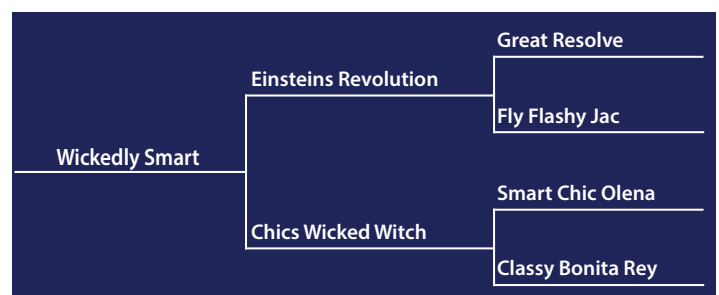 Great Resolve
Einsteins Revolution
Fly Flashy Jac
Wickedly Smart
Smart Chic Olena
Chics Wicked Witch
Classy Bonita Rey